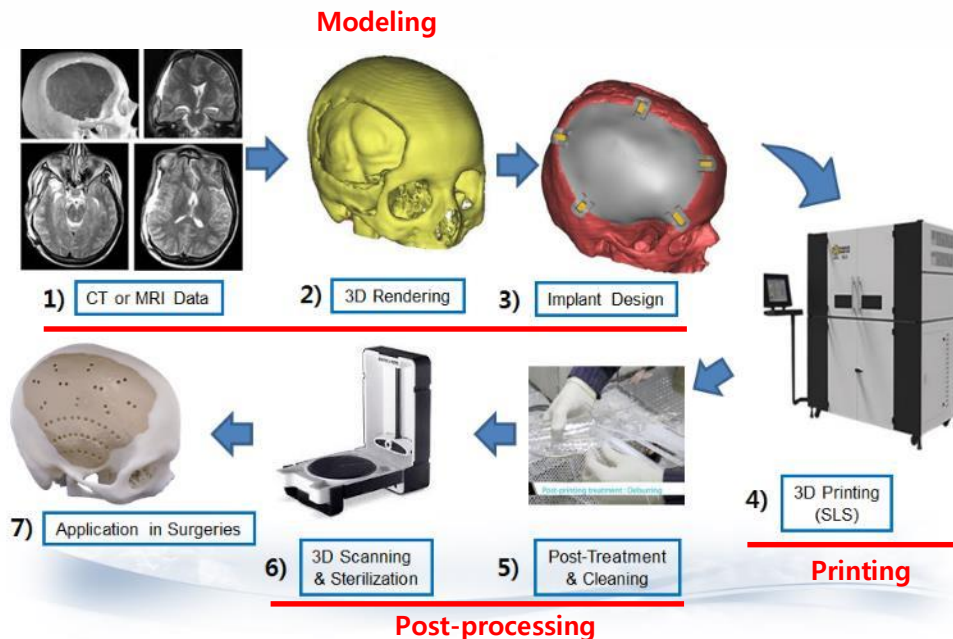 Modeling
1) CT or MRI Data
2) 3D Rendering
3) Implant Design
4) 3D Printing
(SLS)
Printing
Post-printing treatment : Deburring
5) Post-Treatment
& Cleaning
6) 3D Scanning
& Sterilization
Post-processing
7) Application in Surgeries